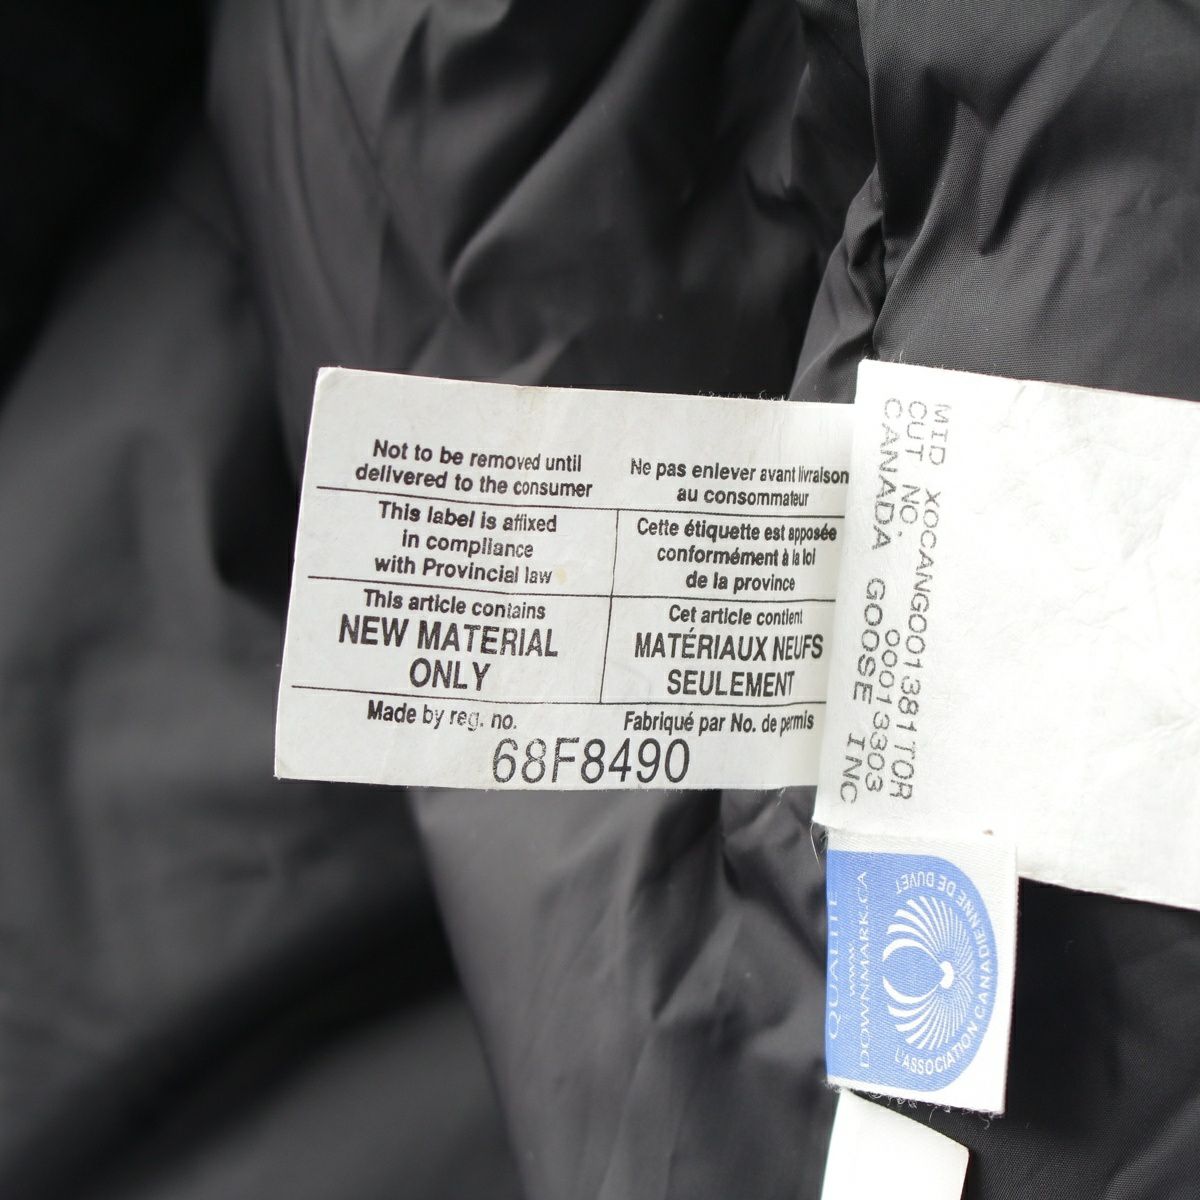 Not to be removed until
delivered to the consumer
Ne pas enlever avant livraison
au consommateur
This label is affixed
in compliance
with Provincial law
Cette étiquette est apposée
conformément à la loi
de la province
This article contains
NEW MATERIAL
ONLY
Cet article contient
MATÉRIAUX NEUFS
SEULEMENT
Made by reg. no.
Fabriqué par No. de permis
68F8490
MID XOCCANGO01381TOR
CUT NO. 00013303
CANADA GOOSE INC
L'ASSOCIATION CANADIENNE DE DUVET
QUALITÉ
WWW.
DOWNMARK.CA